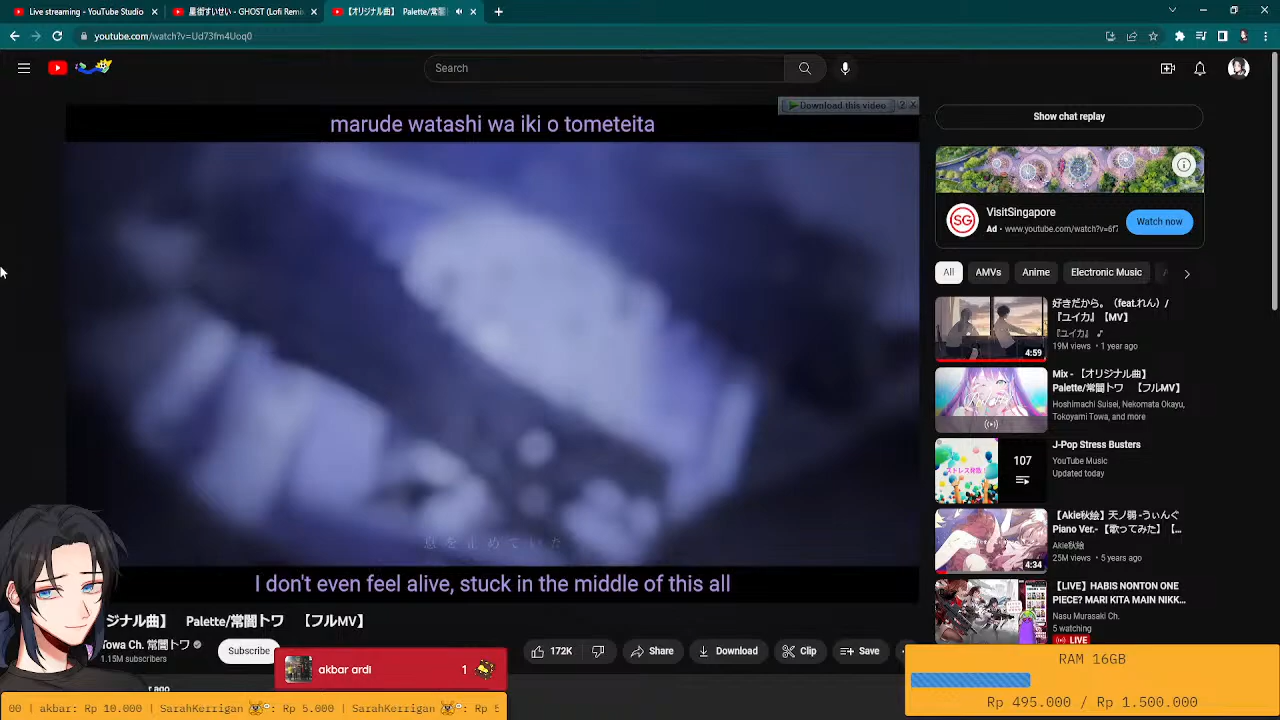 Live streaming - YouTube Studio
星街すいせい - GHOST (Lofi Remix
【オリジナル曲】 Palette/常闇
youtube.com/watch?v=Ud73fm4Uoq0
Search
marude watashi wa iki o tometeita
Download this video
息を止めていた
I don't even feel alive, stuck in the middle of this all
ジナル曲】 Palette/常闇トワ 【フルMV】
Towa Ch. 常闇トワ
1.15M subscribers
Subscribe
172K
Share
Download
Clip
Save
Show chat replay
SG
VisitSingapore
Ad • www.youtube.com/watch?v=6f7
Watch now
All
AMVs
Anime
Electronic Music
好きだから。 (feat.れん) /
『ユイカ』【MV】
『ユイカ』
19M views • 1 year ago
4:59
Mix - 【オリジナル曲】
Palette/常闇トワ 【フルMV】
Hoshimachi Suisei, Nekomata Okayu,
Tokoyami Towa, and more
J-Pop Stress Busters
YouTube Music
Updated today
107
【Akie秋绘】天ノ弱 -うぃんぐ
Piano Ver.-【歌ってみた】【...
Akie秋绘
25M views • 5 years ago
4:34
【LIVE】 HABIS NONTON ONE
PIECE? MARI KITA MAIN NIKK...
Nasu Murasaki Ch.
5 watching
LIVE
akbar ardi
1
r ago
00 | akbar: Rp 10.000 | SarahKerrigan : Rp 5.000 | SarahKerrigan : Rp 5
RAM 16GB
Rp 495.000 / Rp 1.500.000